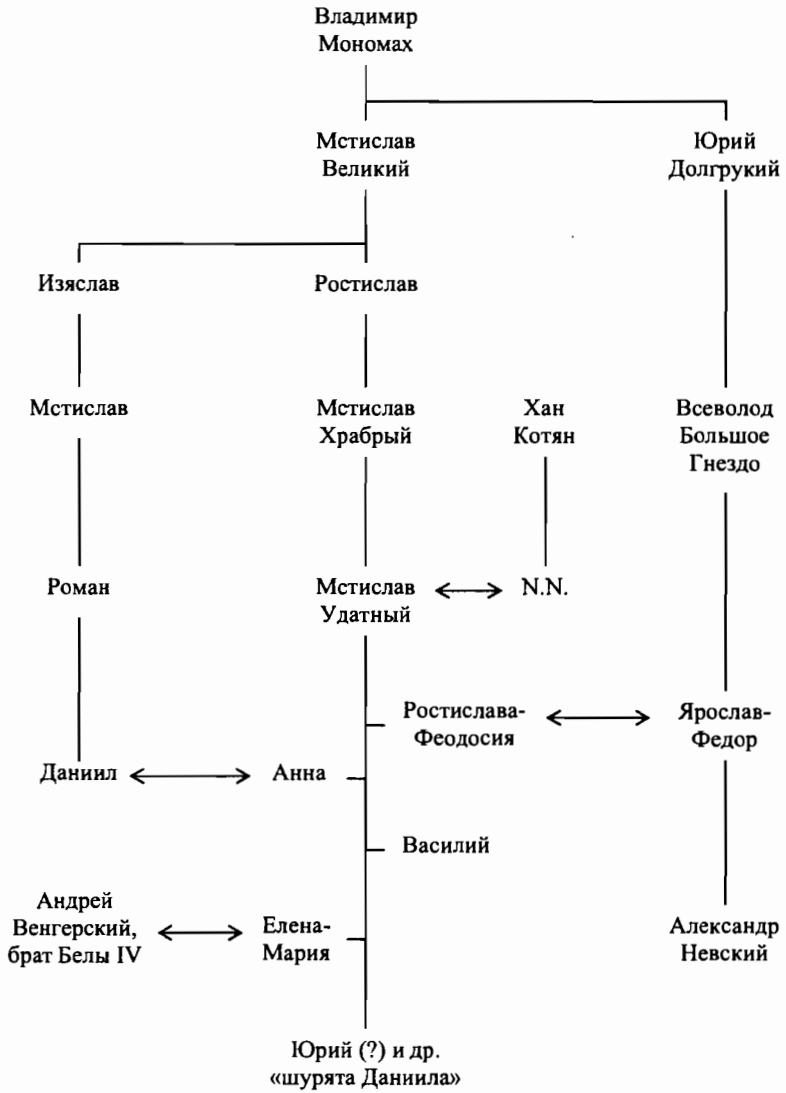 Владимир
Мономах
Мстислав
Великий
Юрий
Долгрукий
Изяслав
Ростислав
Мстислав
Мстислав
Храбрый
Хан
Котян
Всеволод
Большое
Гнездо
Роман
Мстислав
Удатный
N.N.
Ростислава-
Феодосия
Ярослав-
Федор
Даниил
Анна
Василий
Андрей
Венгерский,
брат Белы IV
Елена-
Мария
Александр
Невский
Юрий (?) и др.
«шурята Даниила»